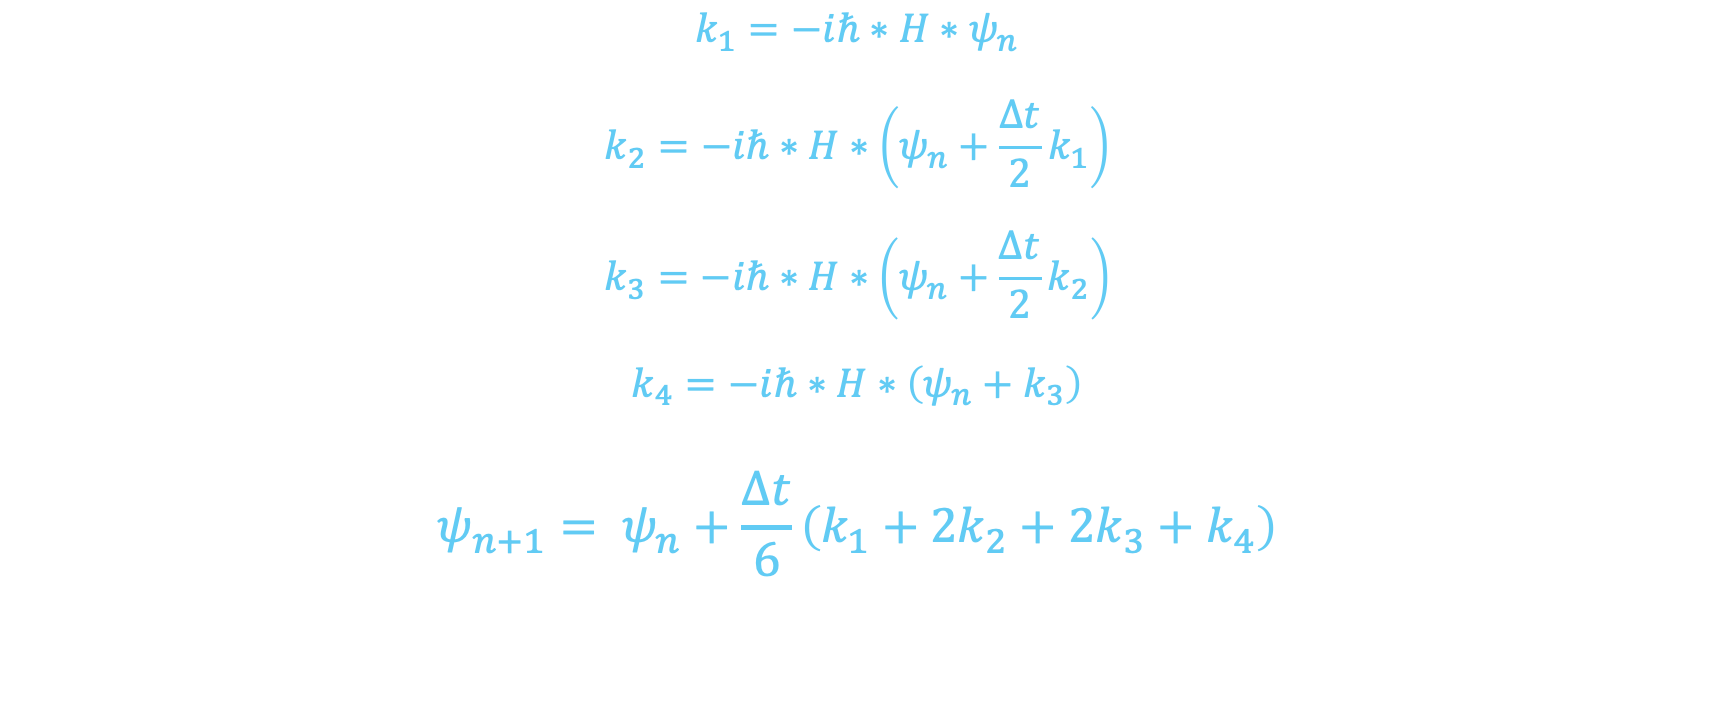 k₁ = −iℏ ∗ H ∗ ψₙ
k₂ = −iℏ ∗ H ∗ (ψₙ + Δt/2 k₁)
k₃ = −iℏ ∗ H ∗ (ψₙ + Δt/2 k₂)
k₄ = −iℏ ∗ H ∗ (ψₙ + k₃)
ψₙ₊₁ = ψₙ + Δt/6 (k₁ + 2k₂ + 2k₃ + k₄)